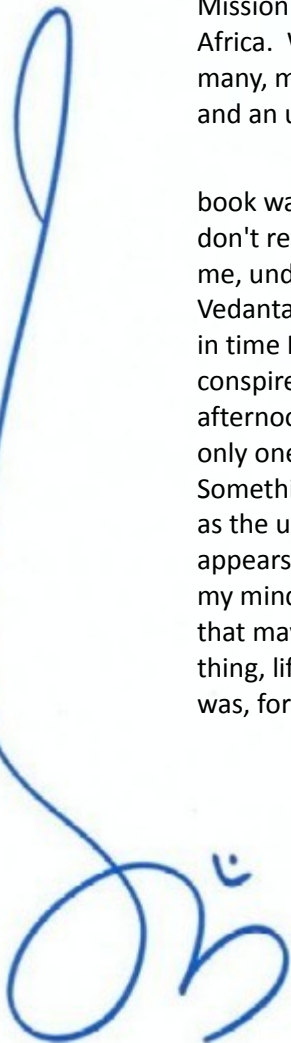 Mission
Africa.
many, m
and an u
book wa
don't re
me, und
Vedanta
in time
conspire
afternoo
only one
Somethi
as the u
appears
my mind
that may
thing, lif
was, for